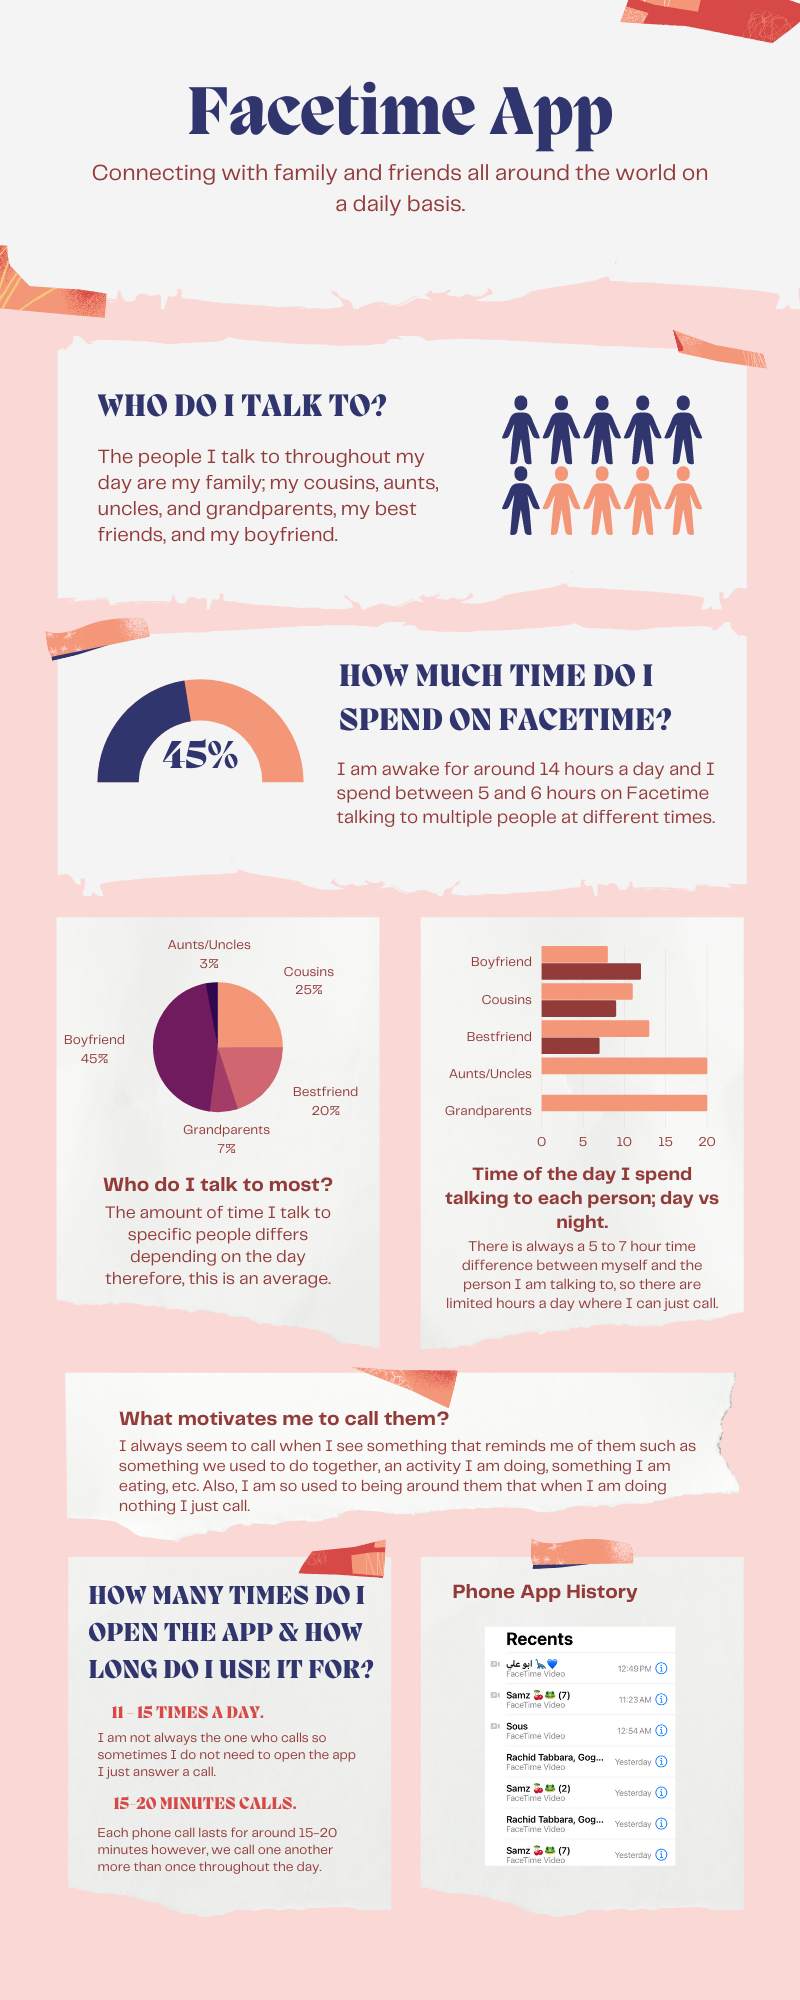 Facetime App
Connecting with family and friends all around the world on
a daily basis.
WHO DO I TALK TO?
The people I talk to throughout my
day are my family; my cousins, aunts,
uncles, and grandparents, my best
friends, and my boyfriend.
45%
HOW MUCH TIME DO I
SPEND ON FACETIME?
I am awake for around 14 hours a day and I
spend between 5 and 6 hours on Facetime
talking to multiple people at different times.
Aunts/Uncles
3%
Cousins
25%
Boyfriend
45%
Bestfriend
20%
Grandparents
7%
Who do I talk to most?
The amount of time I talk to
specific people differs
depending on the day
therefore, this is an average.
Boyfriend
Cousins
Bestfriend
Aunts/Uncles
Grandparents
0 5 10 15 20
Time of the day I spend
talking to each person; day vs
night.
There is always a 5 to 7 hour time
difference between myself and the
person I am talking to, so there are
limited hours a day where I can just call.
What motivates me to call them?
I always seem to call when I see something that reminds me of them such as
something we used to do together, an activity I am doing, something I am
eating, etc. Also, I am so used to being around them that when I am doing
nothing I just call.
HOW MANY TIMES DO I
OPEN THE APP & HOW
LONG DO I USE IT FOR?
11 - 15 TIMES A DAY.
I am not always the one who calls so
sometimes I do not need to open the app
I just answer a call.
15-20 MINUTES CALLS.
Each phone call lasts for around 15-20
minutes however, we call one another
more than once throughout the day.
Phone App History
Recents
ابو علي 🦕💙 12:49 PM
FaceTime Video
Samz 🍒🐸 (7) 11:23 AM
FaceTime Video
Sous 12:54 AM
FaceTime Video
Rachid Tabbara, Gog... Yesterday
FaceTime Video
Samz 🍒🐸 (2) Yesterday
FaceTime Video
Rachid Tabbara, Gog... Yesterday
FaceTime Video
Samz 🍒🐸 (7) Yesterday
FaceTime Video